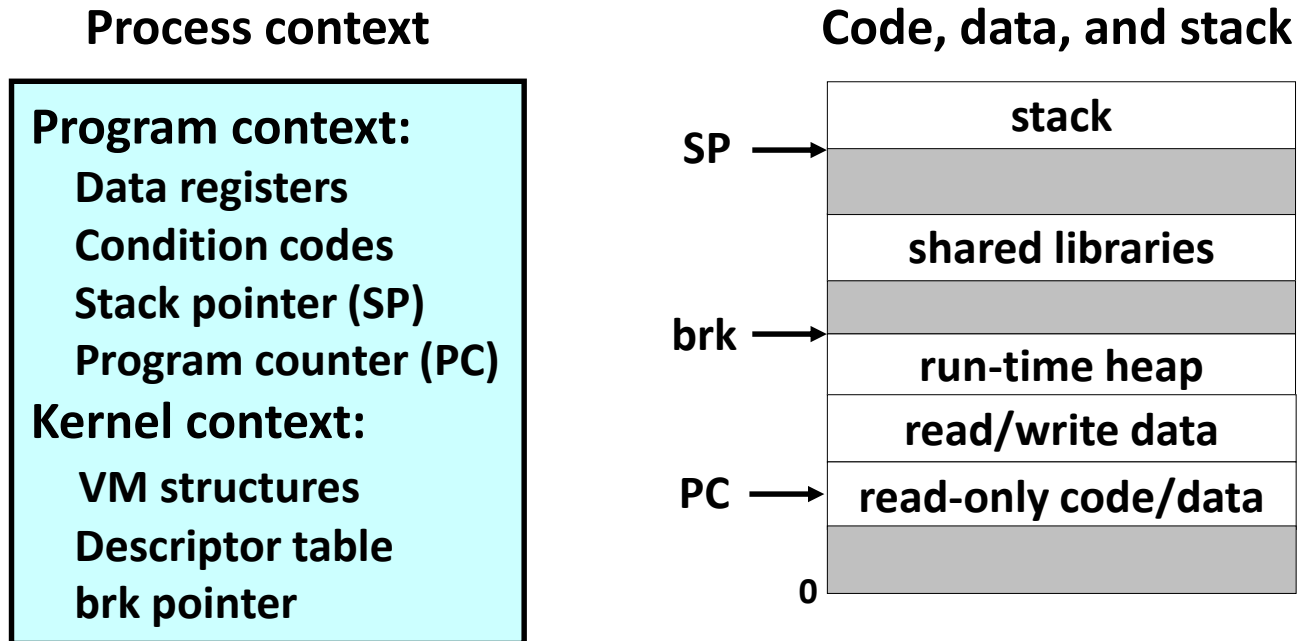 Process context
Program context:
Data registers
Condition codes
Stack pointer (SP)
Program counter (PC)
Kernel context:
VM structures
Descriptor table
brk pointer
Code, data, and stack
stack
SP
shared libraries
brk
run-time heap
read/write data
PC
read-only code/data
0